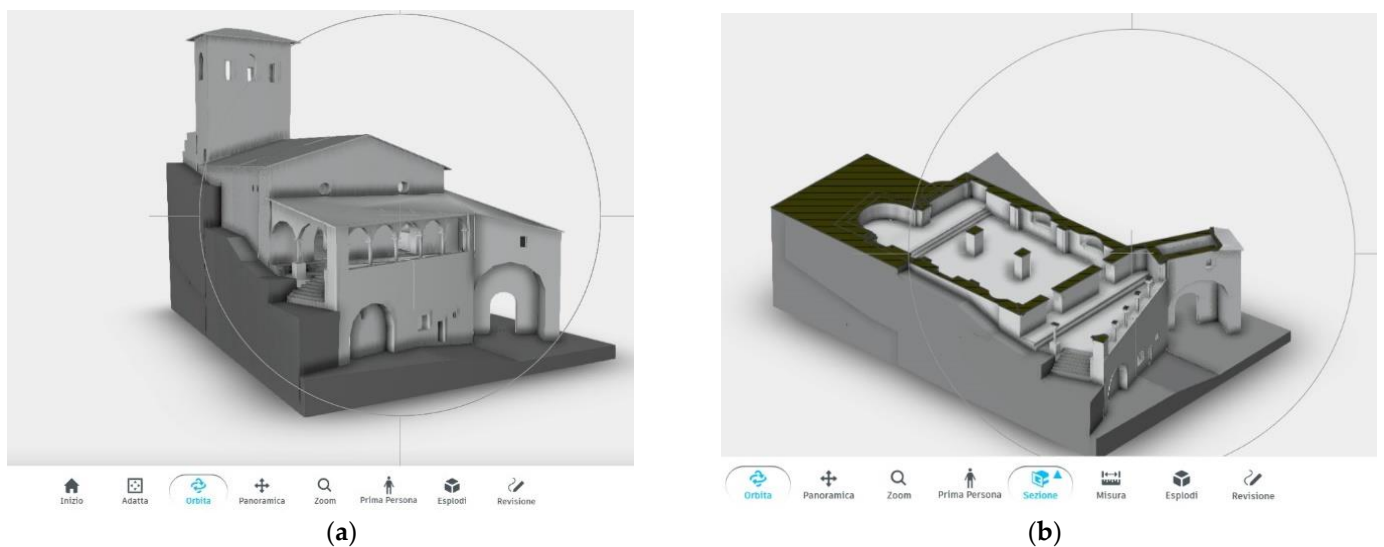 Inizio Adatta Orbita Panoramica Zoom Prima Persona Esplodi Revisione
(a)
Orbita Panoramica Zoom Prima Persona Sezione Misura Esplodi Revisione
(b)